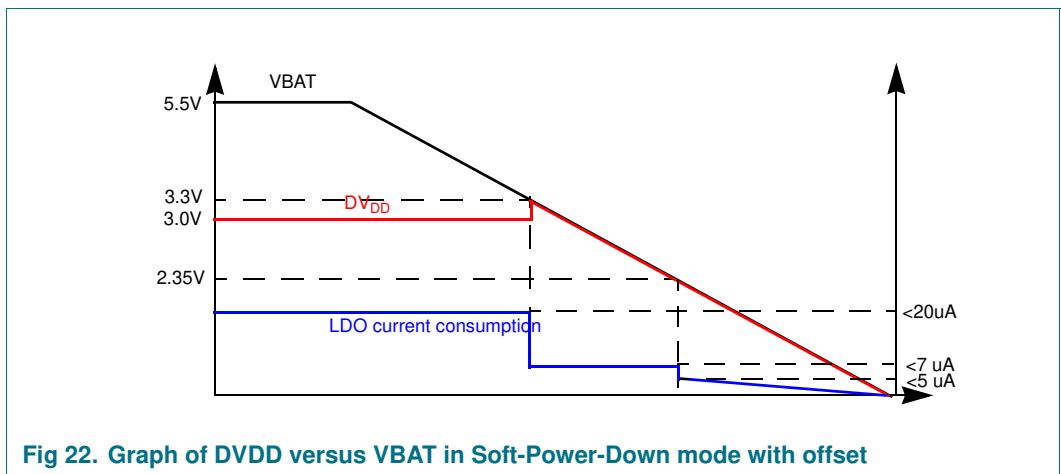 VBAT
5.5V
3.3V
DVDD
3.0V
2.35V
LDO current consumption
<20uA
<7 uA
<5 uA
Fig 22. Graph of DVDD versus VBAT in Soft-Power-Down mode with offset